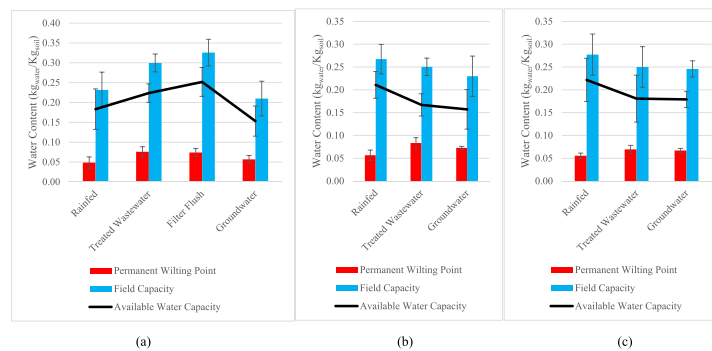 Water Content (kgwater/Kgsoil)
0.40
0.35
0.30
0.25
0.20
0.15
0.10
0.05
0.00
Rainfed
Treated Wastewater
Filter Flush
Groundwater
Permanent Wilting Point
Field Capacity
Available Water Capacity
(a)
Water Content (kgwater/Kgsoil)
0.35
0.30
0.25
0.20
0.15
0.10
0.05
0.00
Rainfed
Treated Wastewater
Groundwater
Permanent Wilting Point
Field Capacity
Available Water Capacity
(b)
Water Content (kgwater/Kgsoil)
0.35
0.30
0.25
0.20
0.15
0.10
0.05
0.00
Rainfed
Treated Wastewater
Groundwater
Permanent Wilting Point
Field Capacity
Available Water Capacity
(c)